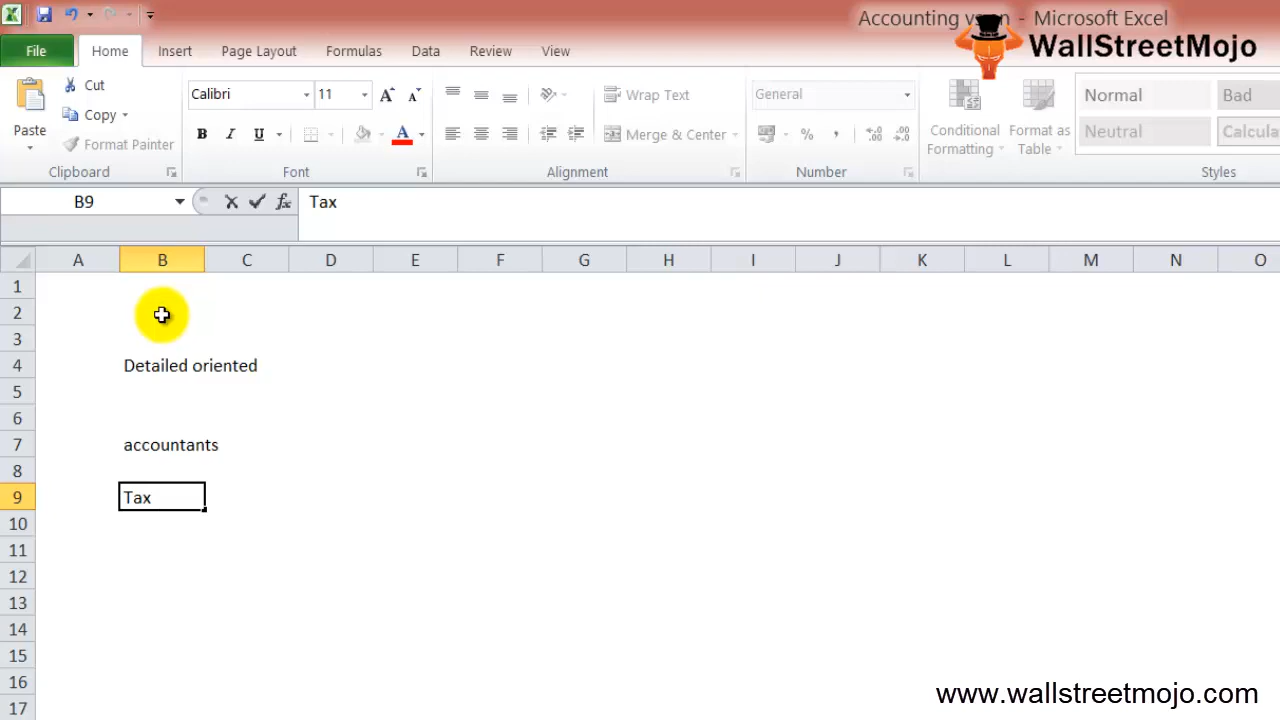 Accounting vs - Microsoft Excel
WallStreetMojo
File Home Insert Page Layout Formulas Data Review View
Cut
Copy
Format Painter
Paste
Clipboard
Calibri 11
A A
B I U A
Font
Wrap Text
Merge & Center
Alignment
General
%
,
Number
Conditional
Formatting
Format as
Table
Normal Bad
Neutral Calcula
Styles
B9 fx Tax
A B C D E F G H I J K L M N O
1
2
3
4 Detailed oriented
5
6
7 accountants
8
9 Tax
10
11
12
13
14
15
16
17
www.wallstreetmojo.com